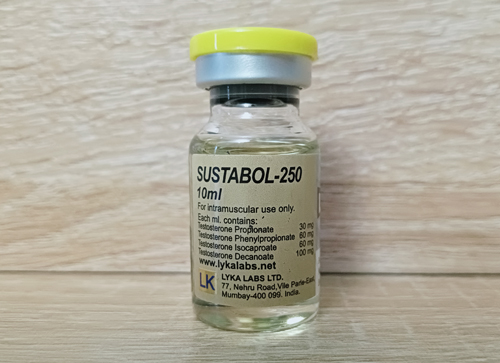 SUSTABOL-250
10ml
For intramuscular use only.
Each ml. contains:
Testosterone Propionate 30 mg
Testosterone Phenylpropionate 60 mg
Testosterone Isocaproate 60 mg
Testosterone Decanoate 100 mg
www.lykalabs.net
LK
LYKA LABS LTD.
77, Nehru Road,Vile Parle-East,
Mumbay-400 099. India.